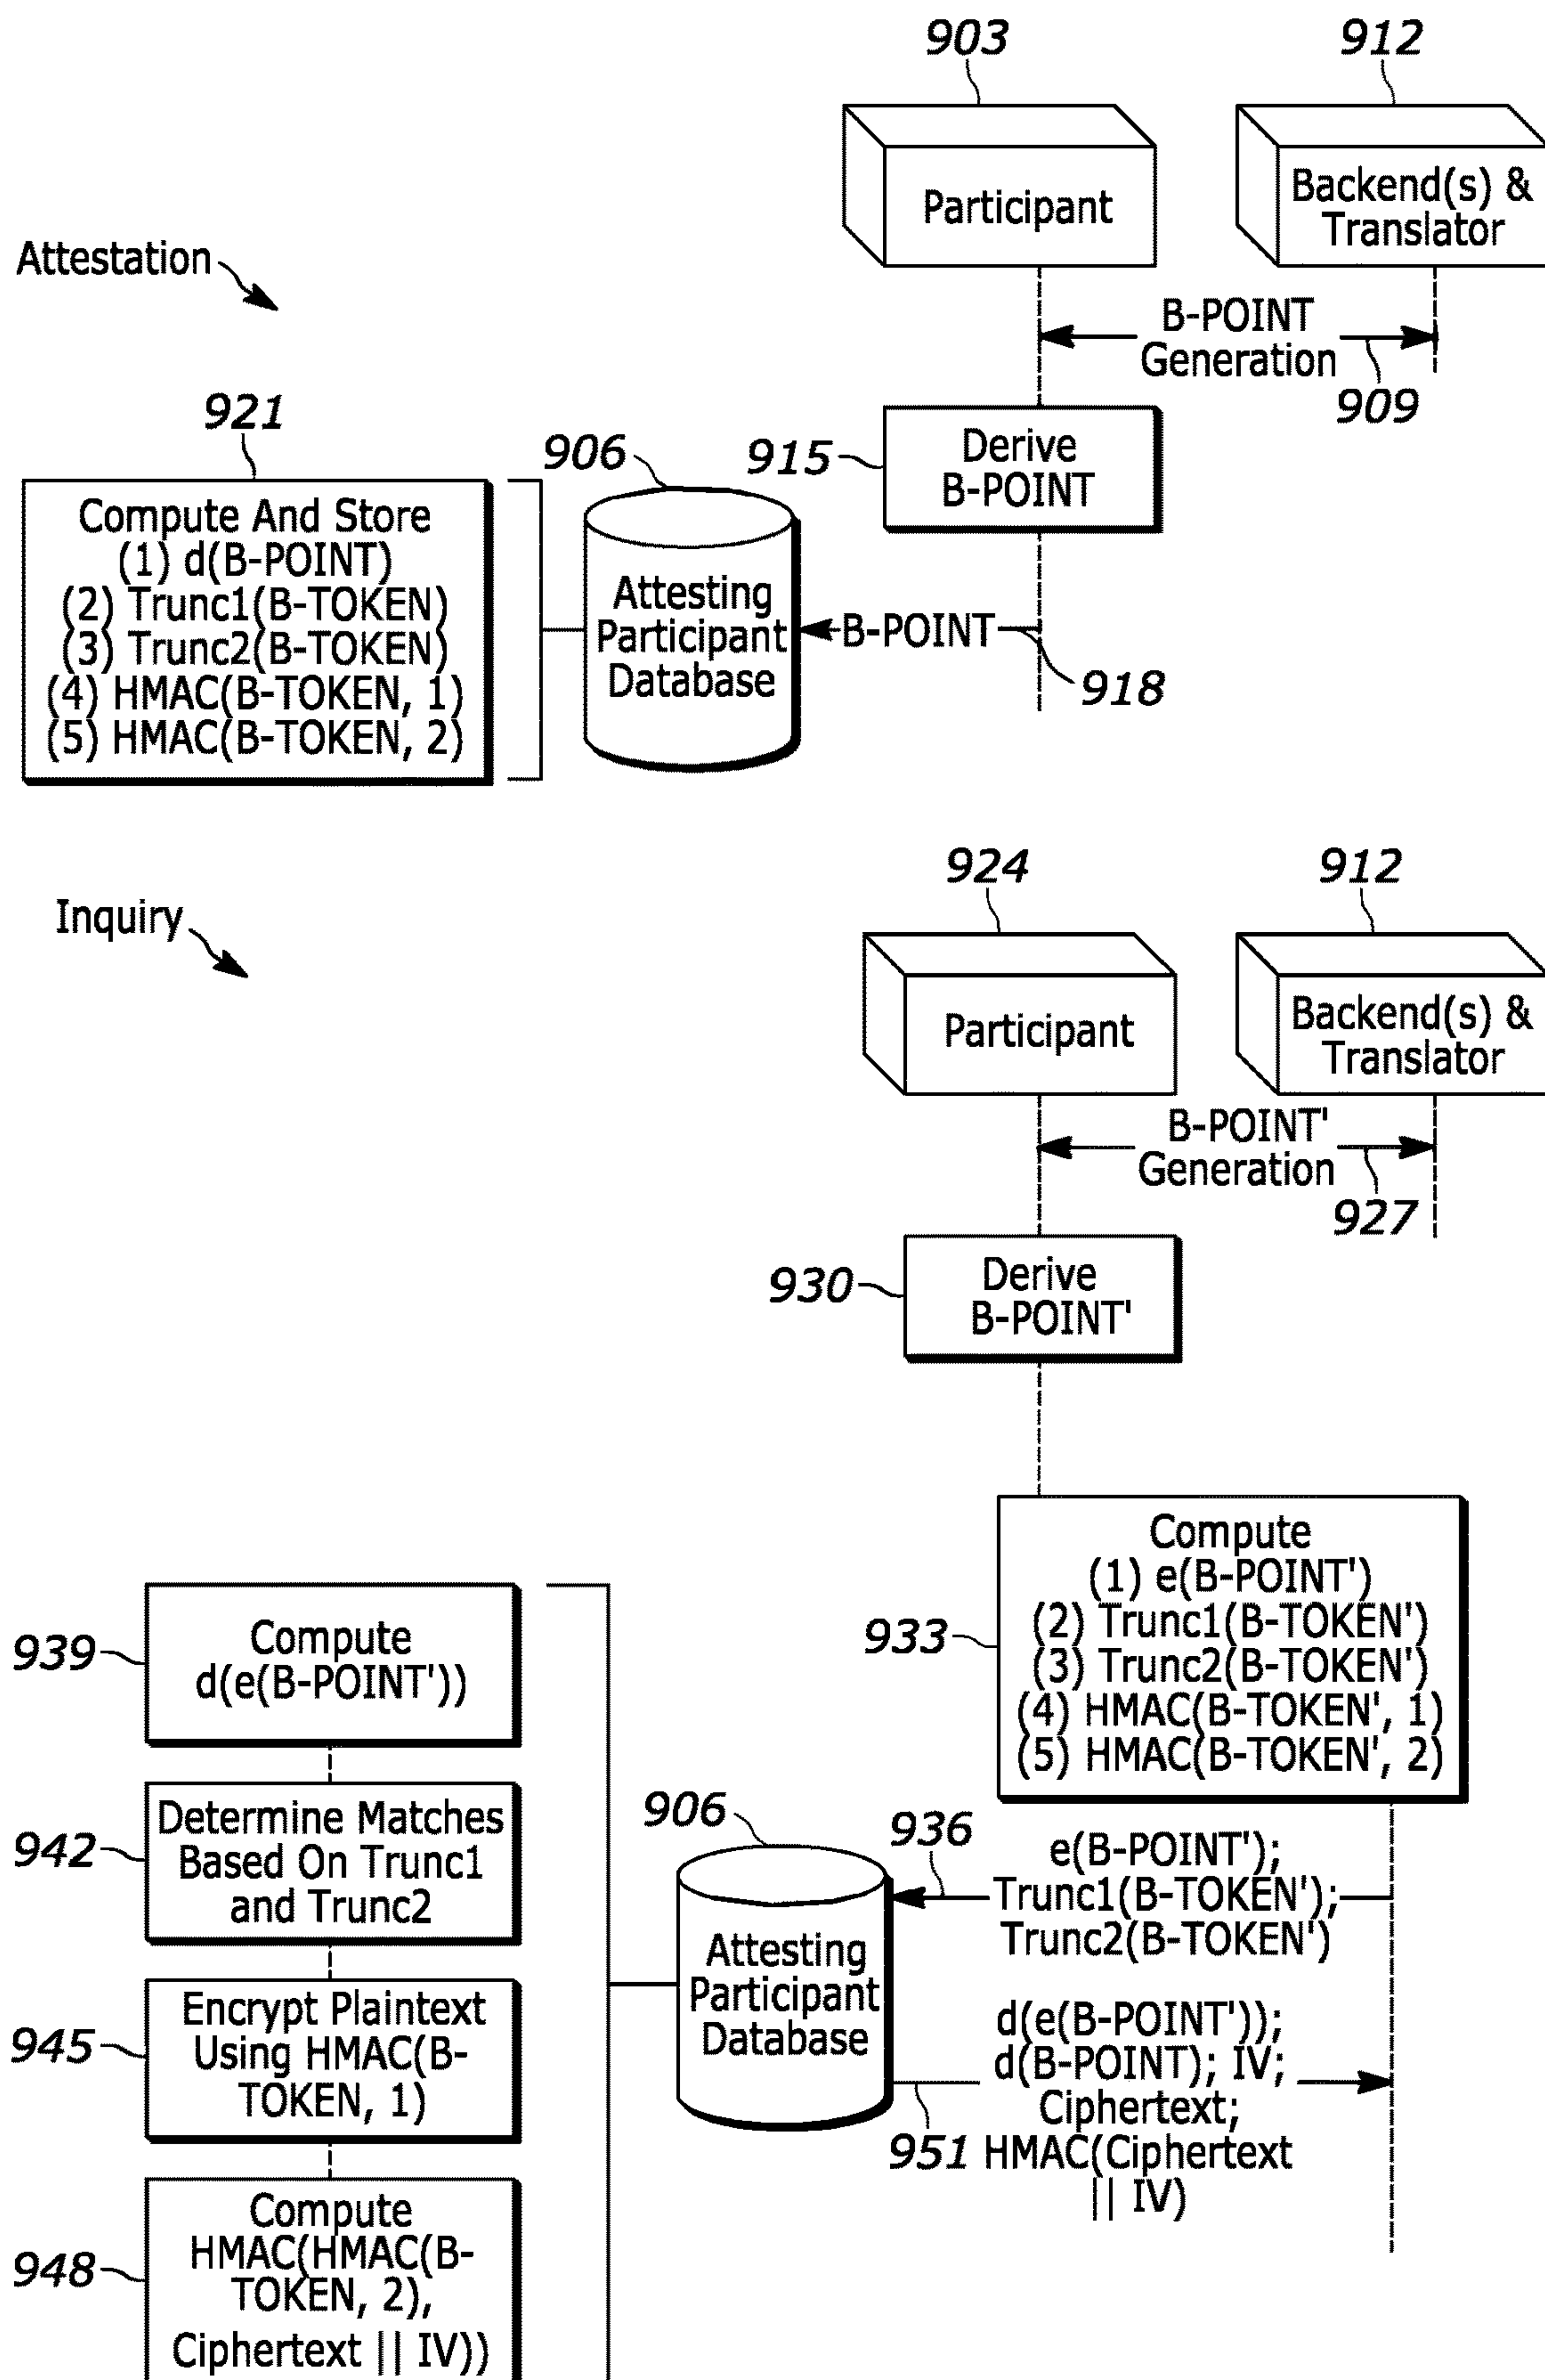 903
912
Participant
Backend(s) &
Translator
Attestation
B-POINT
Generation
909
921
906
915
Derive
B-POINT
Compute And Store
(1) d(B-POINT)
(2) Trunc1(B-TOKEN)
(3) Trunc2(B-TOKEN)
(4) HMAC(B-TOKEN, 1)
(5) HMAC(B-TOKEN, 2)
Attesting
Participant
Database
B-POINT
918
924
912
Inquiry
Participant
Backend(s) &
Translator
B-POINT'
Generation
927
930
Derive
B-POINT'
933
Compute
(1) e(B-POINT')
(2) Trunc1(B-TOKEN')
(3) Trunc2(B-TOKEN')
(4) HMAC(B-TOKEN', 1)
(5) HMAC(B-TOKEN', 2)
939
Compute
d(e(B-POINT'))
942
Determine Matches
Based On Trunc1
and Trunc2
906
936
e(B-POINT');
Trunc1(B-TOKEN');
Trunc2(B-TOKEN')
Attesting
Participant
Database
945
Encrypt Plaintext
Using HMAC(B-
TOKEN, 1)
d(e(B-POINT'));
d(B-POINT); IV;
Ciphertext;
HMAC(Ciphertext
|| IV)
951
948
Compute
HMAC(HMAC(B-
TOKEN, 2),
Ciphertext || IV))